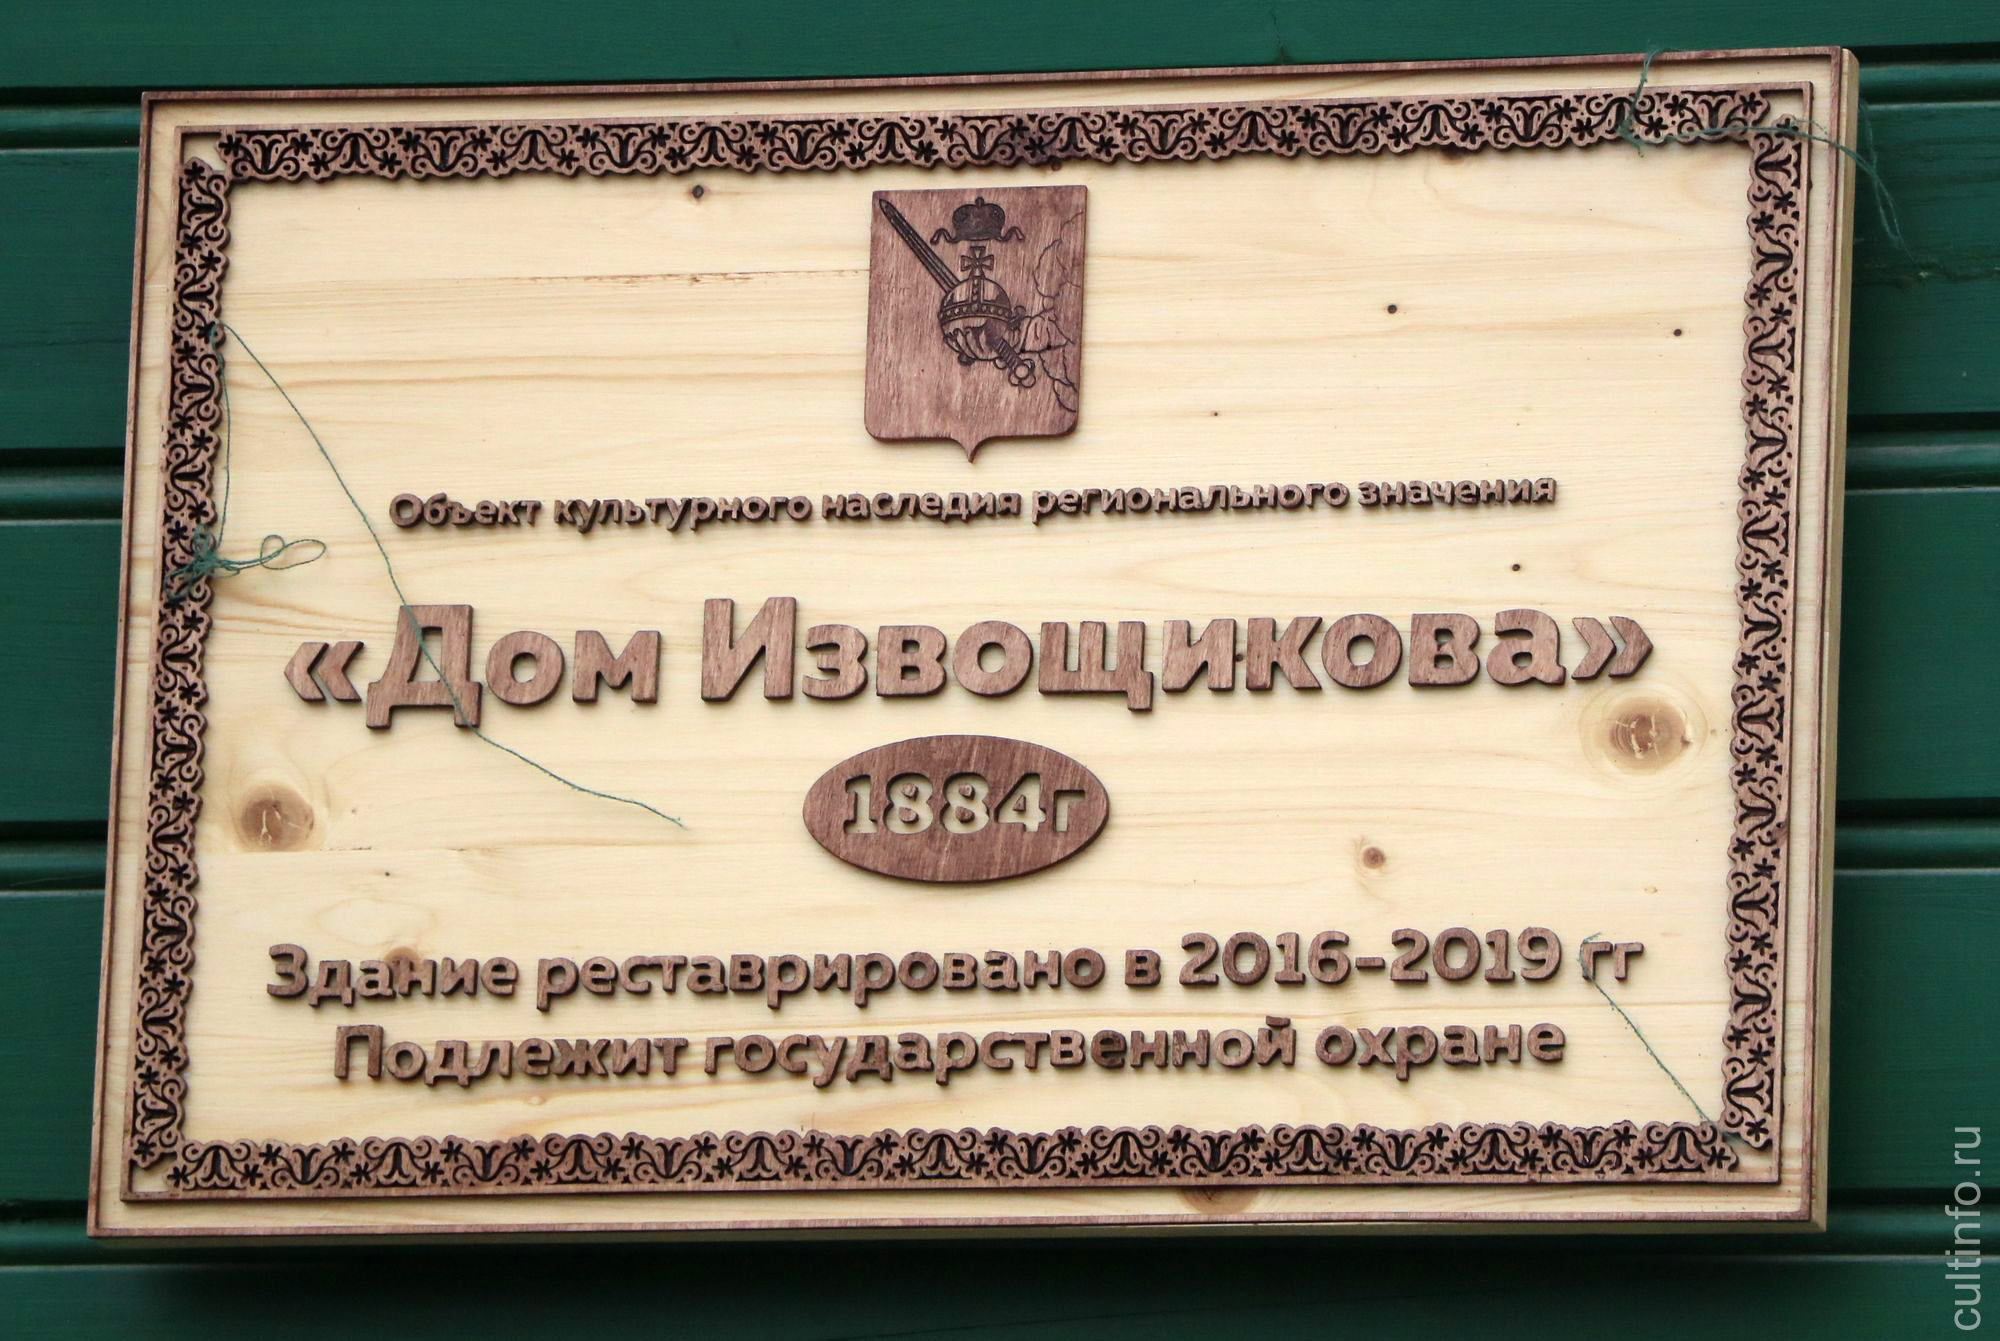 Объект культурного наследия регионального значения
«Дом Извощикова»
1884г
Здание реставрировано в 2016-2019 гг
Подлежит государственной охране
cultinfo.ru